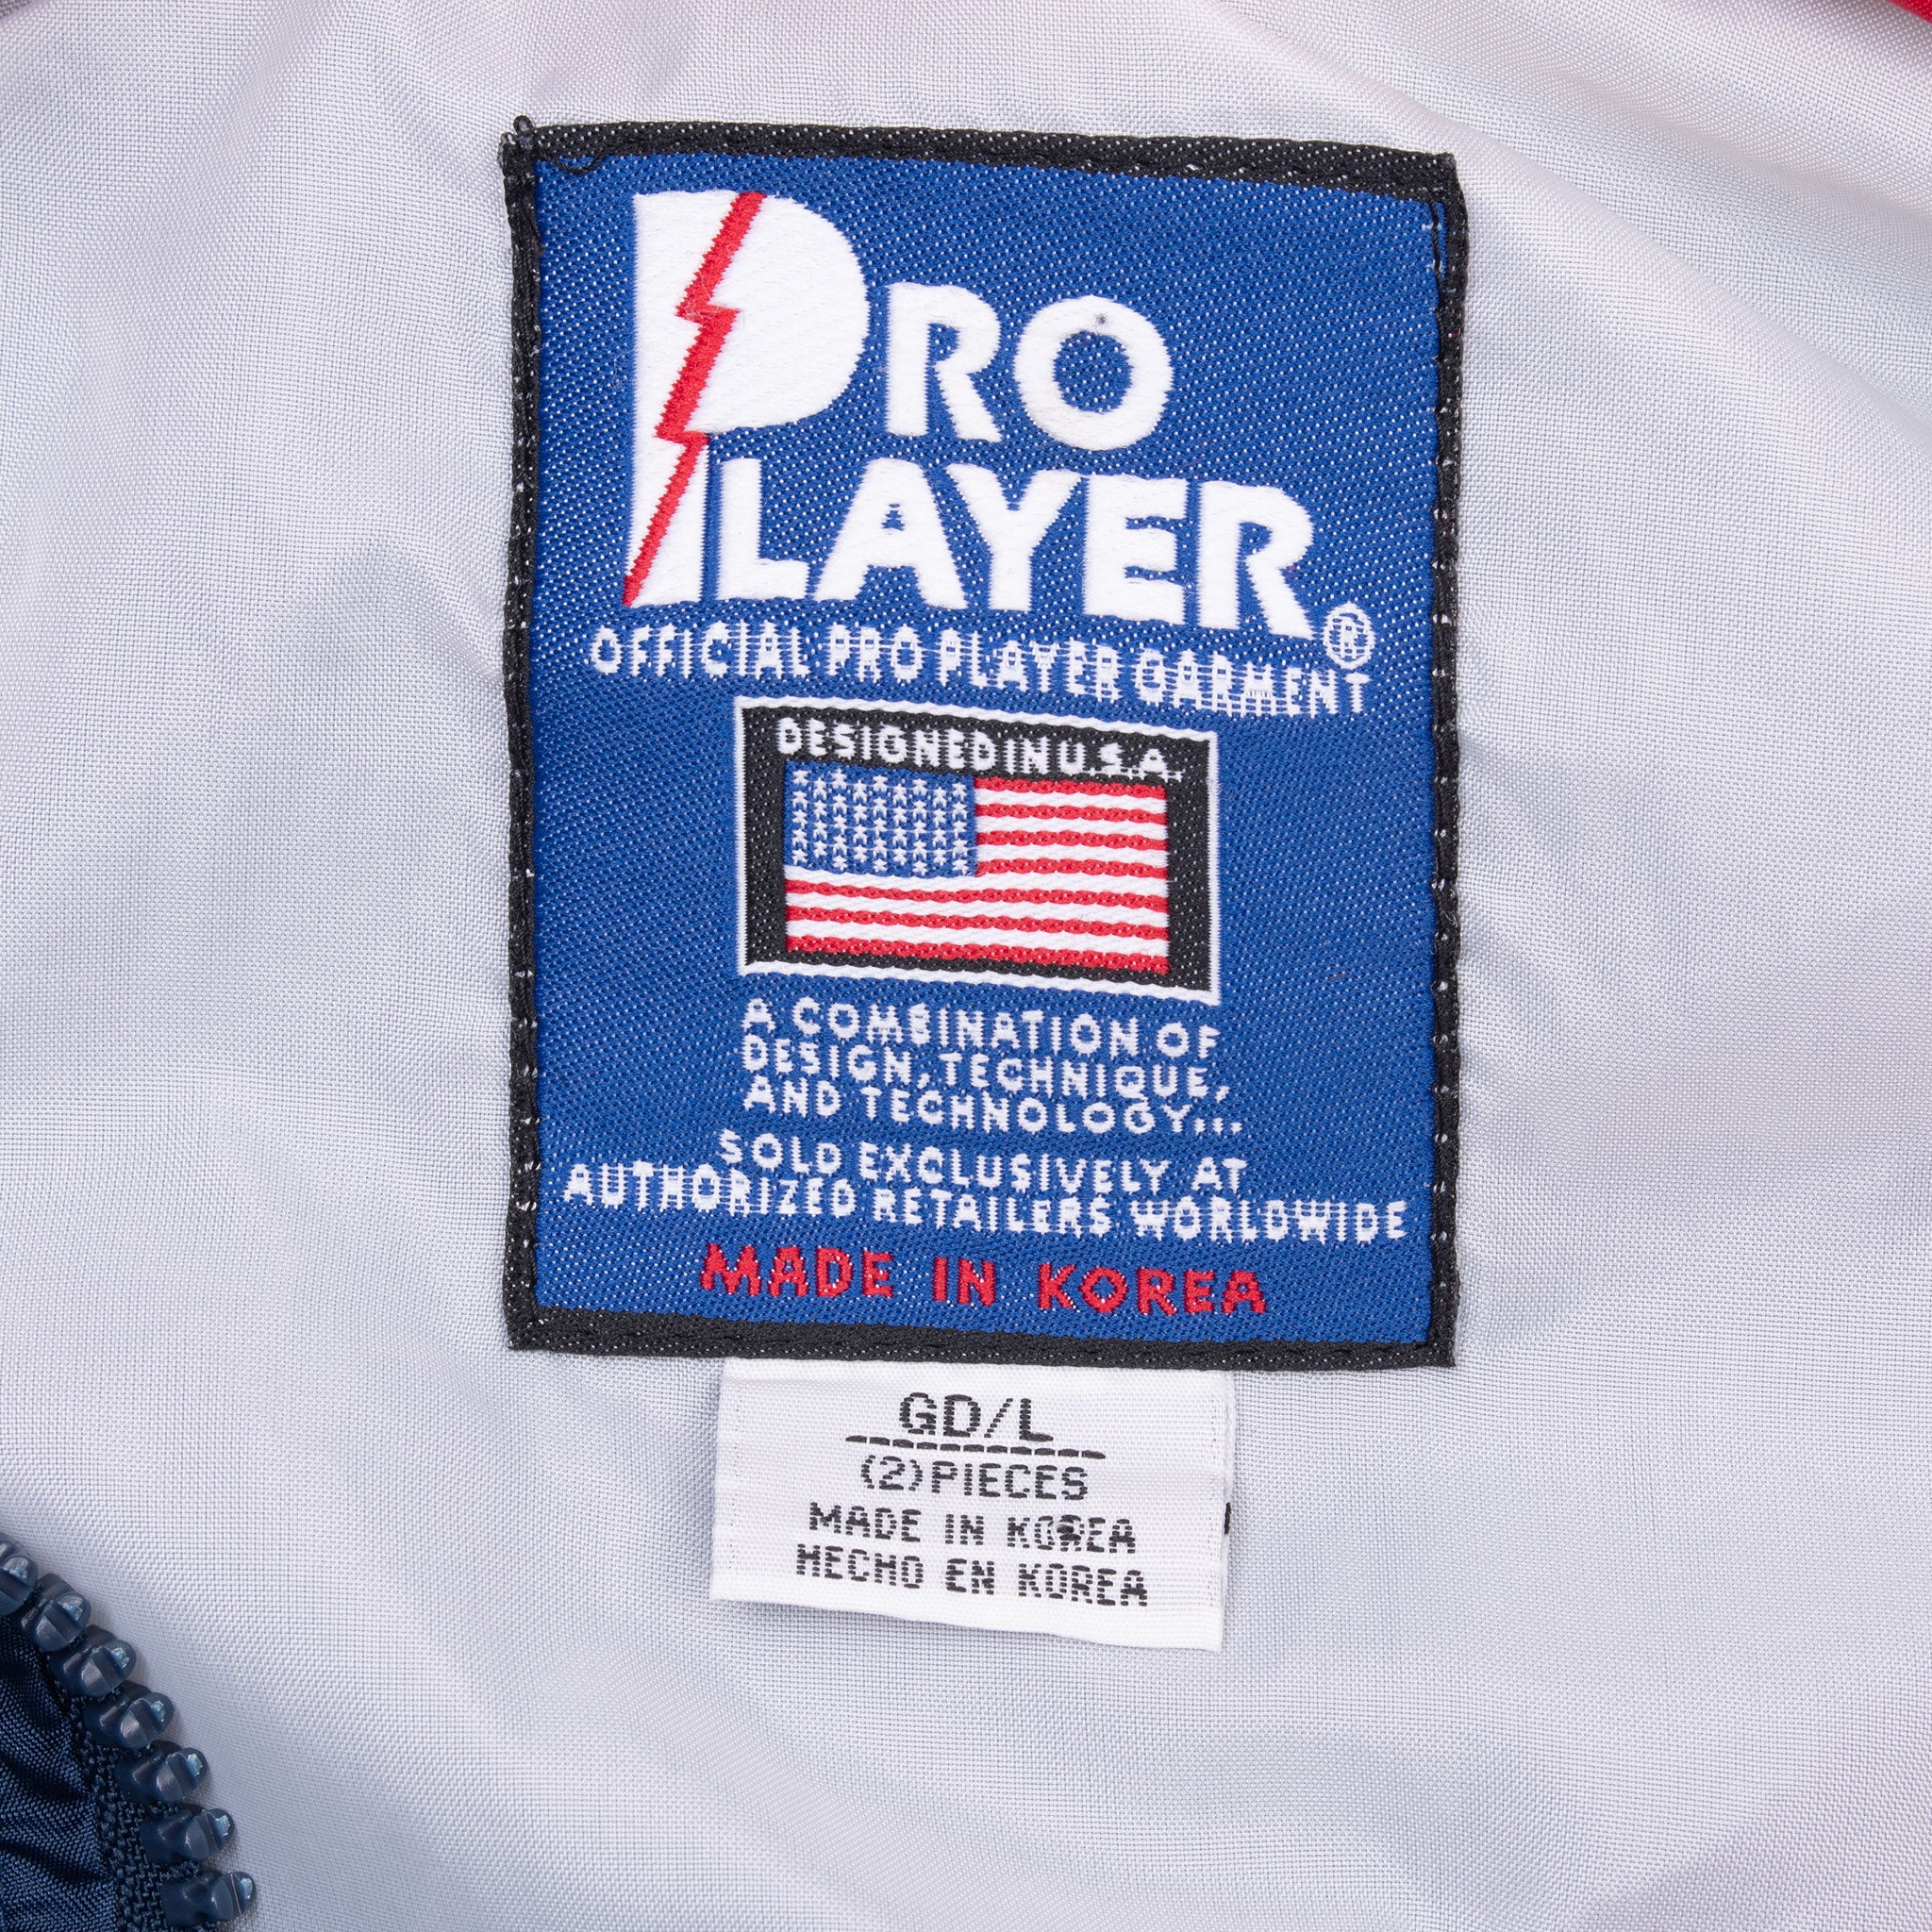 PRO
PLAYER®
OFFICIAL PRO PLAYER GARMENT
DESIGNED IN U.S.A.
A COMBINATION OF
DESIGN, TECHNIQUE,
AND TECHNOLOGY...
SOLD EXCLUSIVELY AT
AUTHORIZED RETAILERS WORLDWIDE
MADE IN KOREA
GD/L
(2) PIECES
MADE IN KOREA
HECHO EN KOREA